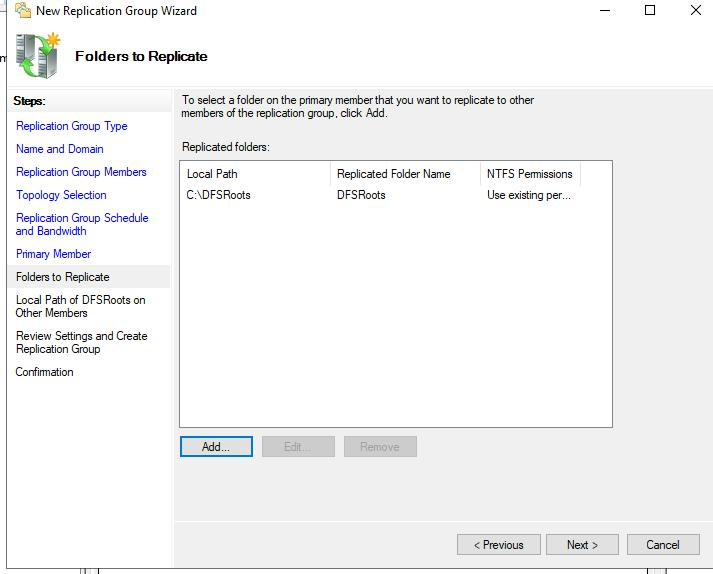 New Replication Group Wizard
Folders to Replicate
Steps:
Replication Group Type
Name and Domain
Replication Group Members
Topology Selection
Replication Group Schedule
and Bandwidth
Primary Member
Folders to Replicate
Local Path of DFSRoots on
Other Members
Review Settings and Create
Replication Group
Confirmation
To select a folder on the primary member that you want to replicate to other
members of the replication group, click Add.
Replicated folders:
Local Path Replicated Folder Name NTFS Permissions
C:\DFSRoots DFSRoots Use existing per...
Add... Edit... Remove
< Previous Next > Cancel